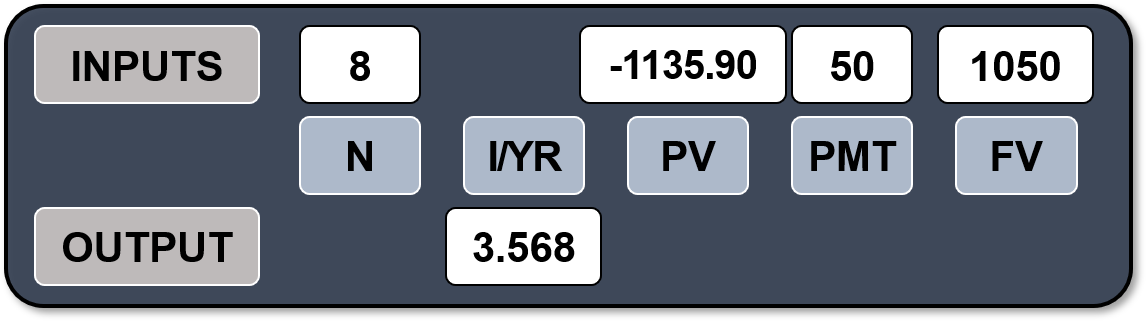 INPUTS 8 -1135.90 50 1050
N I/YR PV PMT FV
OUTPUT 3.568